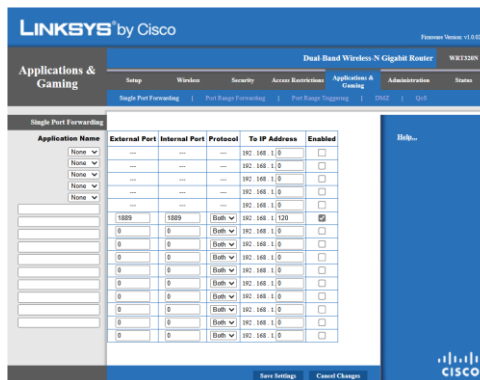 LINKSYS® by Cisco
Firmware Version: v1.0.02
Dual-Band Wireless-N Gigabit Router WRT320N
Applications & Gaming
Setup Wireless Security Access Restrictions Applications & Gaming Administration Status
Single Port Forwarding | Port Range Forwarding | Port Range Triggering | DMZ | QoS
Single Port Forwarding
Application Name External Port Internal Port Protocol To IP Address Enabled
Help...
None --- --- --- 192 . 168 . 1. 0
None --- --- --- 192 . 168 . 1. 0
None --- --- --- 192 . 168 . 1. 0
None --- --- --- 192 . 168 . 1. 0
None --- --- --- 192 . 168 . 1. 0
1889 1889 Both 192 . 168 . 1. 120
0 0 Both 192 . 168 . 1. 0
0 0 Both 192 . 168 . 1. 0
0 0 Both 192 . 168 . 1. 0
0 0 Both 192 . 168 . 1. 0
0 0 Both 192 . 168 . 1. 0
0 0 Both 192 . 168 . 1. 0
0 0 Both 192 . 168 . 1. 0
0 0 Both 192 . 168 . 1. 0
0 0 Both 192 . 168 . 1. 0
Save Settings Cancel Changes
CISCO